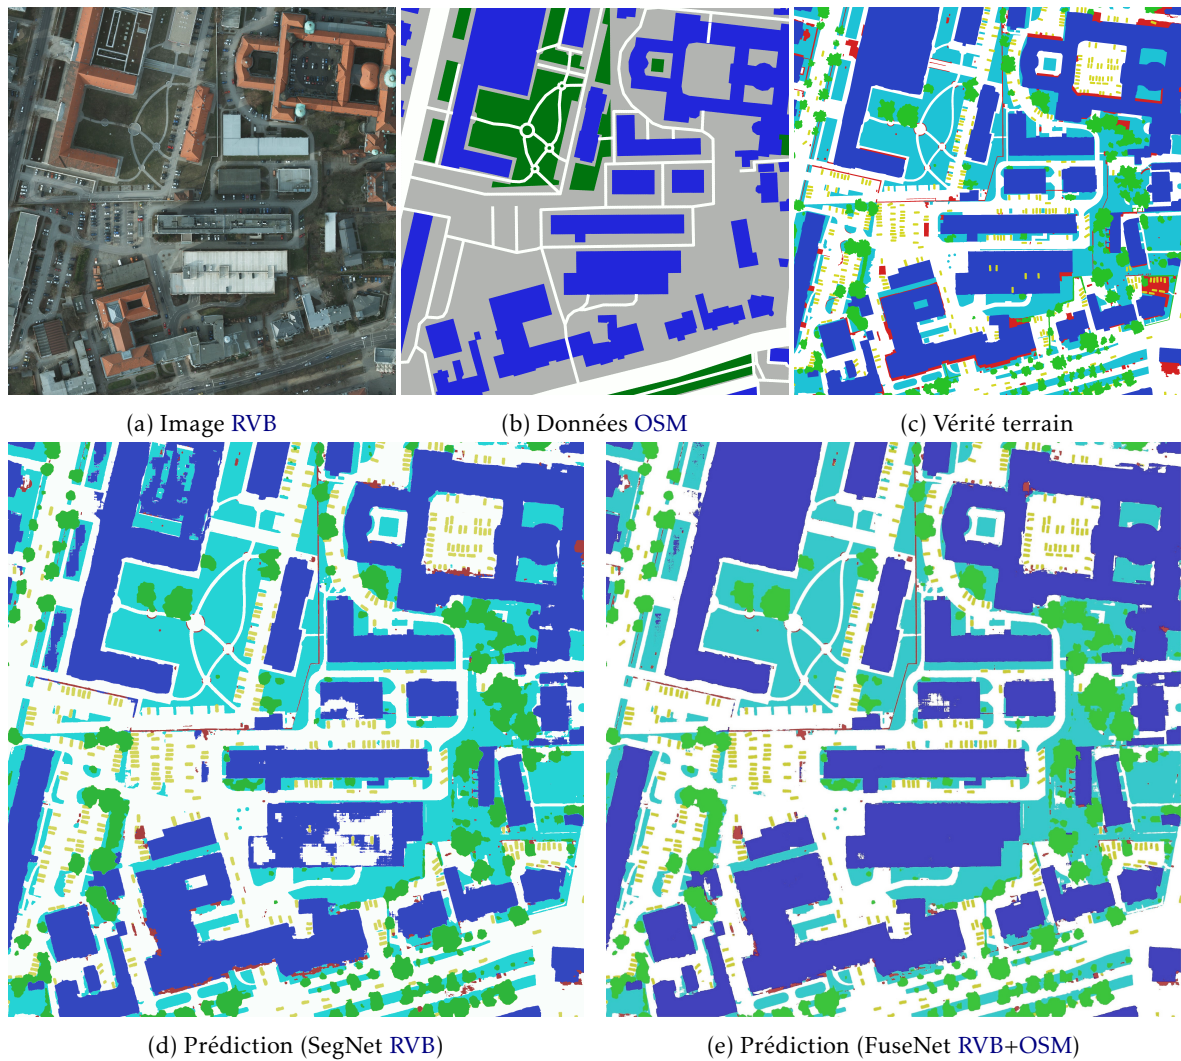 (a) Image RVB
(b) Données OSM
(c) Vérité terrain
(d) Prédiction (SegNet RVB)
(e) Prédiction (FuseNet RVB+OSM)